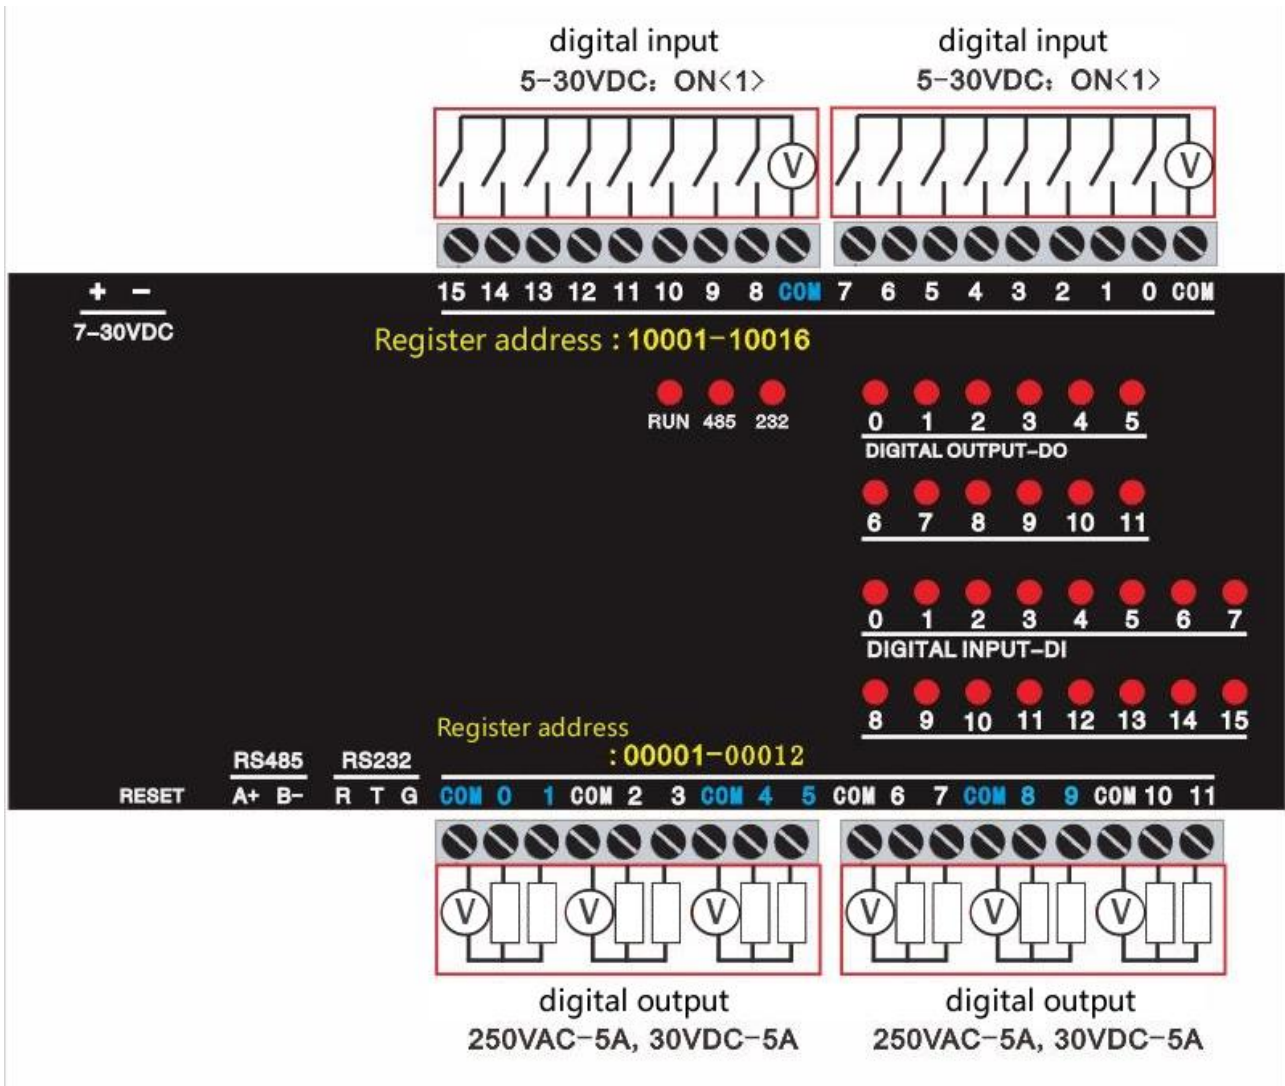 digital input
5-30VDC: ON<1>
digital input
5-30VDC: ON<1>
V
V
+ -
7-30VDC
15 14 13 12 11 10 9 8 COM 7 6 5 4 3 2 1 0 COM
Register address : 10001-10016
RUN 485 232
0 1 2 3 4 5
DIGITAL OUTPUT-DO
6 7 8 9 10 11
0 1 2 3 4 5 6 7
DIGITAL INPUT-DI
8 9 10 11 12 13 14 15
Register address
: 00001-00012
RS485 RS232
RESET A+ B- R T G COM 0 1 COM 2 3 COM 4 5 COM 6 7 COM 8 9 COM 10 11
V V V V V V
digital output
250VAC-5A, 30VDC-5A
digital output
250VAC-5A, 30VDC-5A